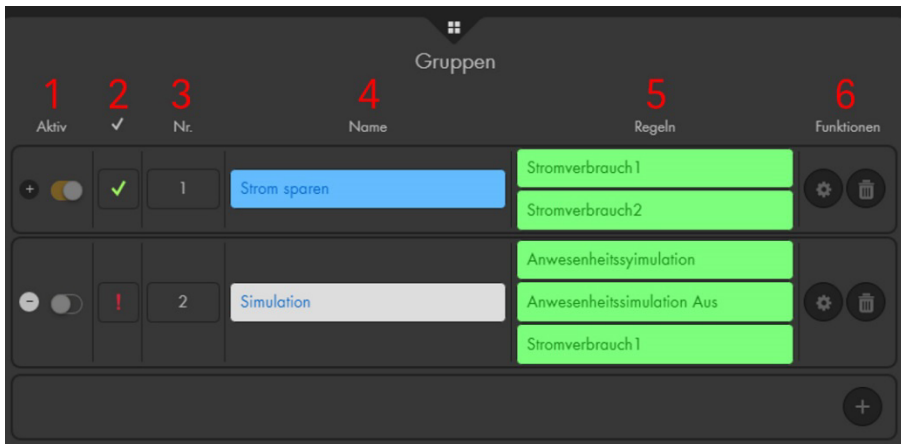 Gruppen
1 2 3 4 5 6
Aktiv ✓ Nr. Name Regeln Funktionen
+ ✓ 1 Strom sparen Stromverbrauch1
Stromverbrauch2
Anwesenheitssyimulation
− ! 2 Simulation Anwesenheitssimulation Aus
Stromverbrauch1
+